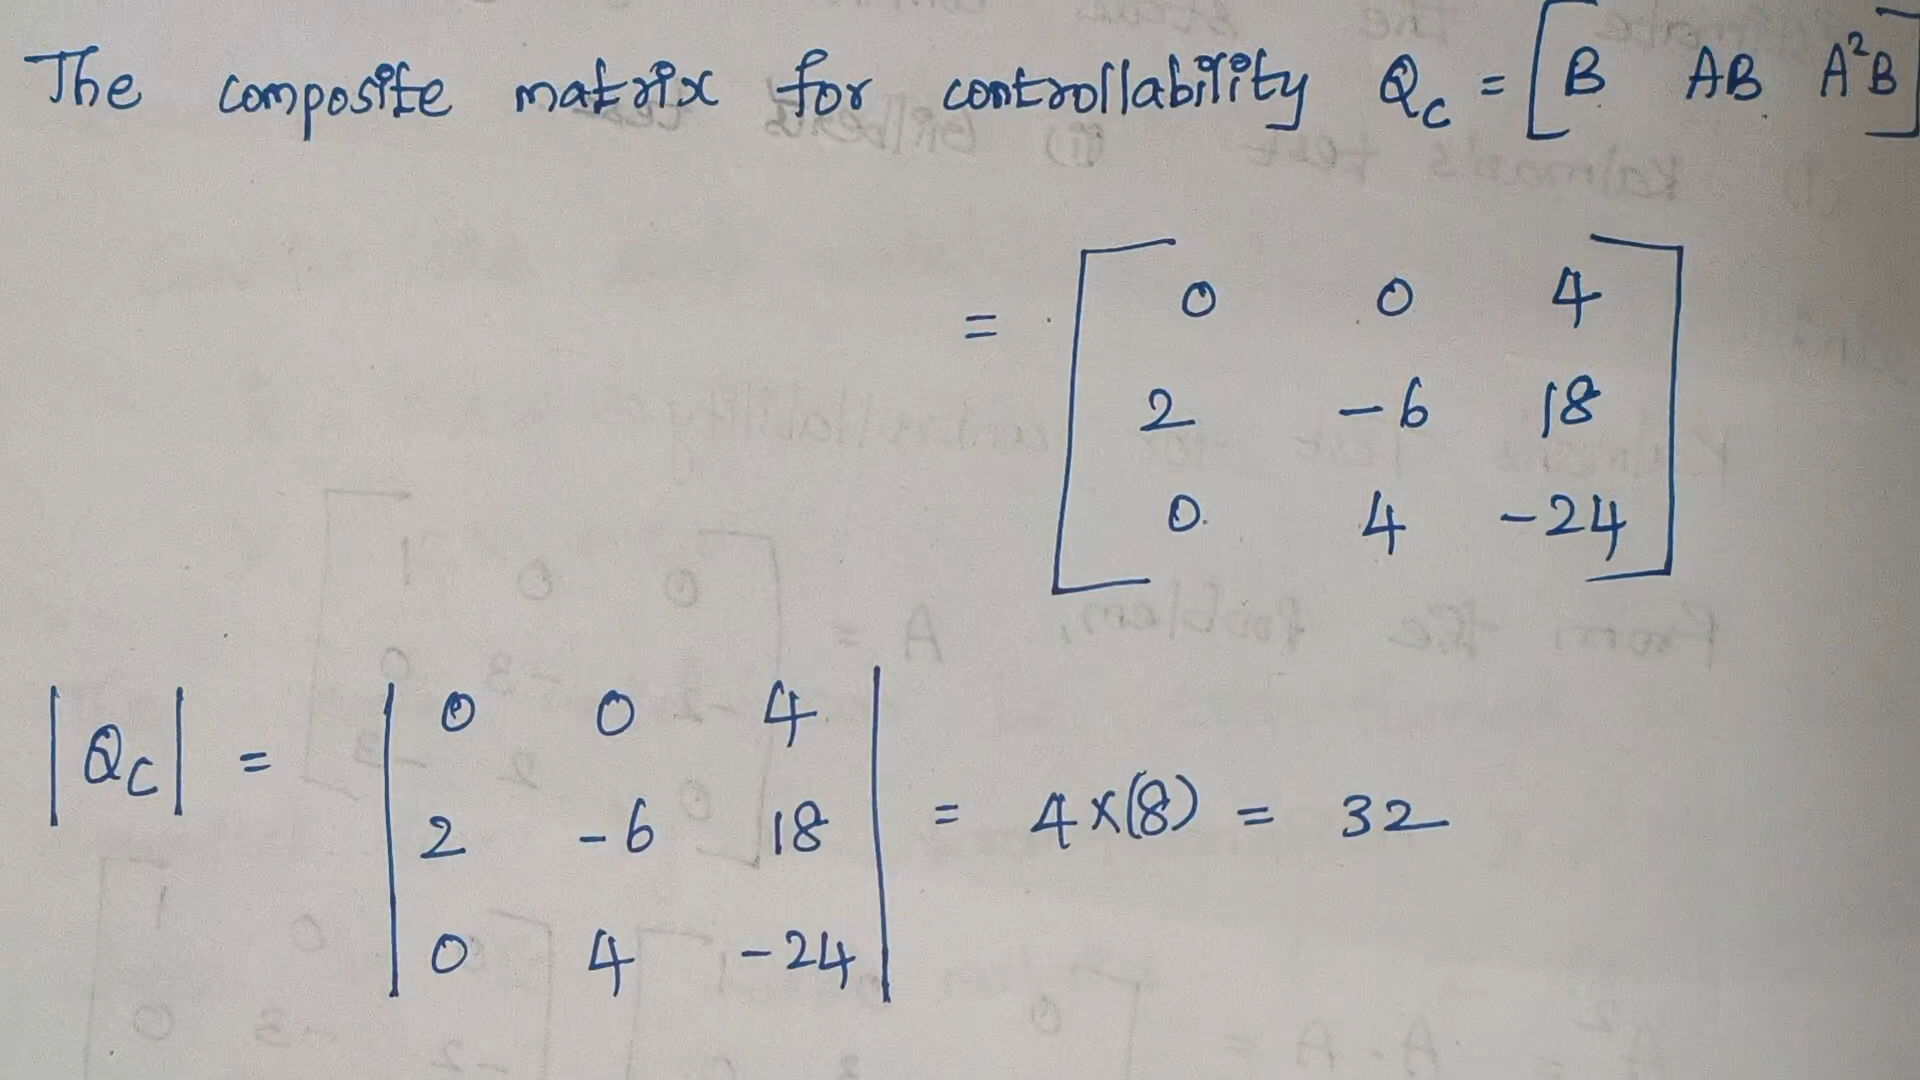 The composite matrix for controllability Qc = [B AB A²B]
= [0 0 4
2 -6 18
0 4 -24]
|Qc| = |0 0 4
2 -6 18
0 4 -24| = 4×(8) = 32